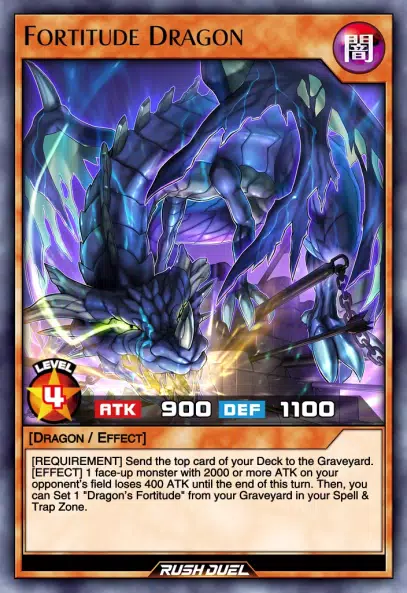 FORTITUDE DRAGON
闇
LEVEL
4
ATK 900 DEF 1100
[DRAGON / EFFECT]
[REQUIREMENT] Send the top card of your Deck to the Graveyard.
[EFFECT] 1 face-up monster with 2000 or more ATK on your
opponent's field loses 400 ATK until the end of this turn. Then, you
can Set 1 "Dragon's Fortitude" from your Graveyard in your Spell &
Trap Zone.
RUSH DUEL